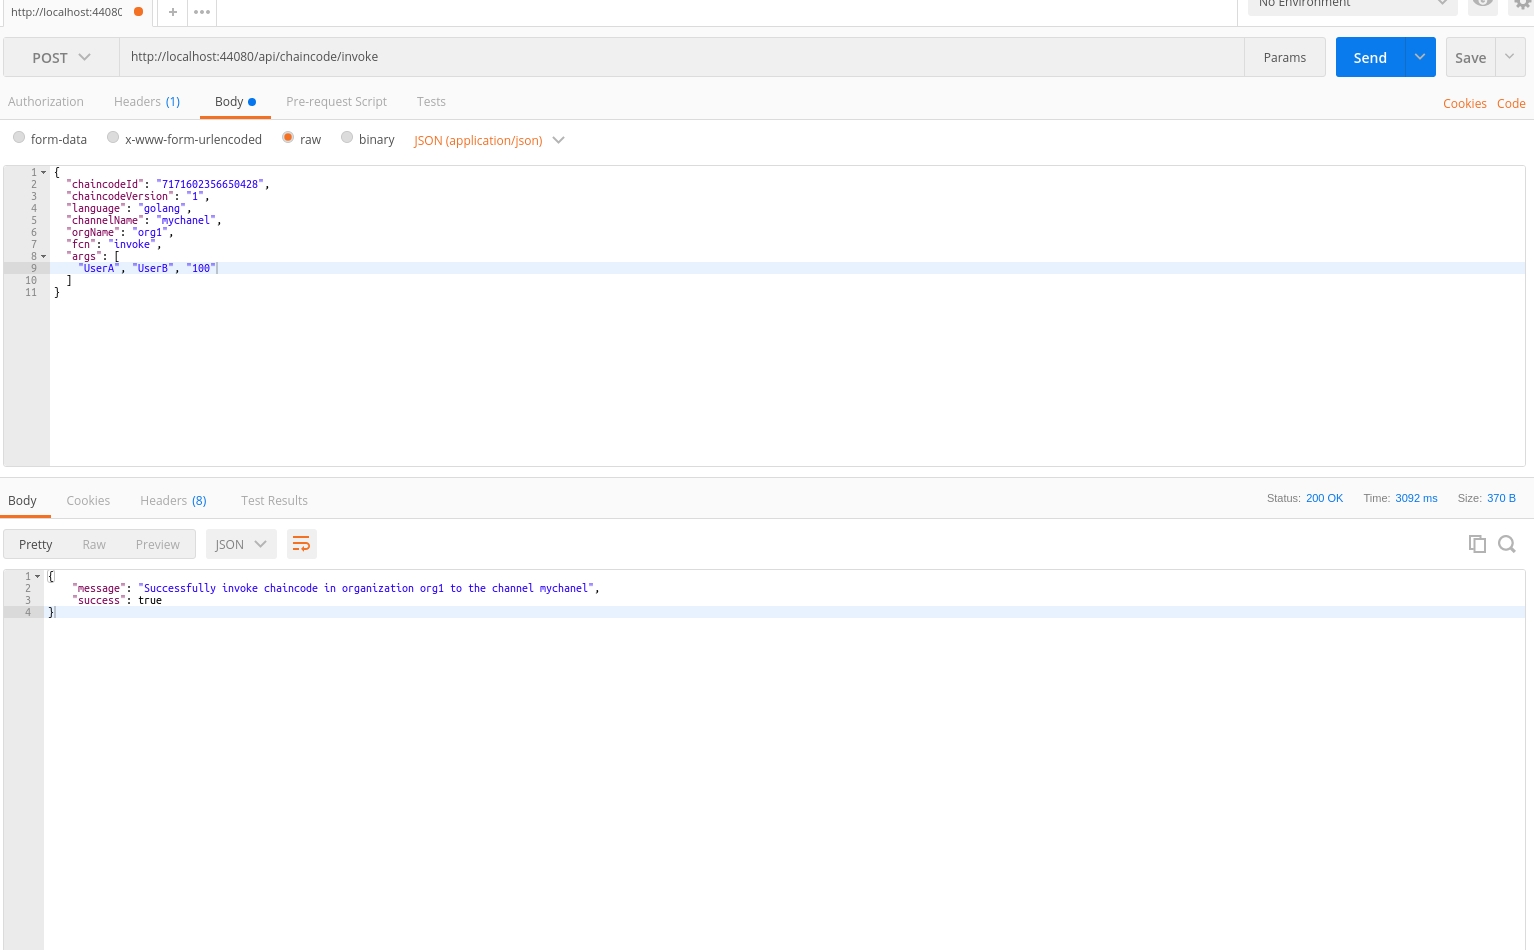 http://localhost:4408(
No Environment
POST
http://localhost:44080/api/chaincode/invoke
Params
Send
Save
Authorization
Headers (1)
Body
Pre-request Script
Tests
Cookies
Code
form-data
x-www-form-urlencoded
raw
binary
JSON (application/json)
1 {
2 "chaincodeId": "7171602356650428",
3 "chaincodeVersion": "1",
4 "language": "golang",
5 "channelName": "mychanel",
6 "orgName": "org1",
7 "fcn": "invoke",
8 "args": [
9 "UserA", "UserB", "100"
10 ]
11 }
Body
Cookies
Headers (8)
Test Results
Status: 200 OK
Time: 3092 ms
Size: 370 B
Pretty
Raw
Preview
JSON
1 {
2 "message": "Successfully invoke chaincode in organization org1 to the channel mychanel",
3 "success": true
4 }